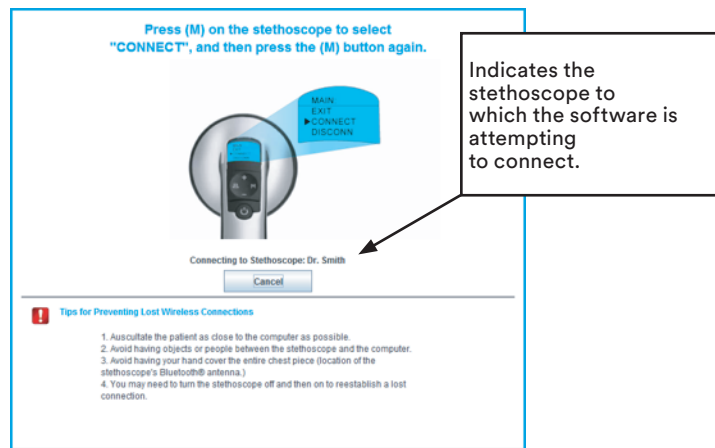 Press (M) on the stethoscope to select
"CONNECT", and then press the (M) button again.
Indicates the
stethoscope to
which the software is
attempting
to connect.
MAIN
EXIT
CONNECT
DISCONN
Connecting to Stethoscope: Dr. Smith
Cancel
Tips for Preventing Lost Wireless Connections
1. Auscultate the patient as close to the computer as possible.
2. Avoid having objects or people between the stethoscope and the computer.
3. Avoid having your hand cover the entire chest piece (location of the
stethoscope's Bluetooth® antenna.)
4. You may need to turn the stethoscope off and then on to reestablish a lost
connection.